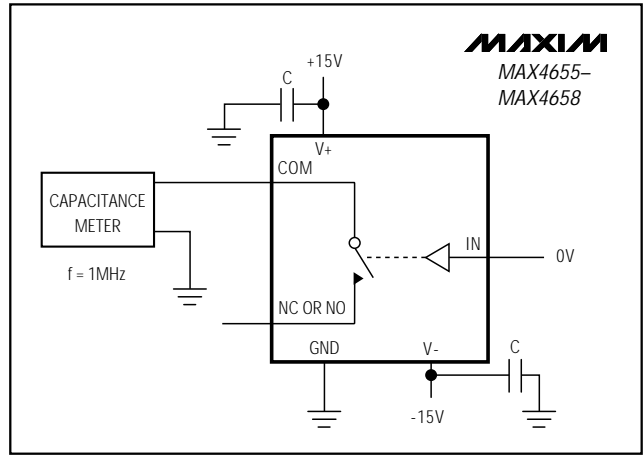 MAXIM
MAX4655–
MAX4658
+15V
C
V+
COM
CAPACITANCE
METER
IN
0V
f = 1MHz
NC OR NO
GND
V-
C
-15V